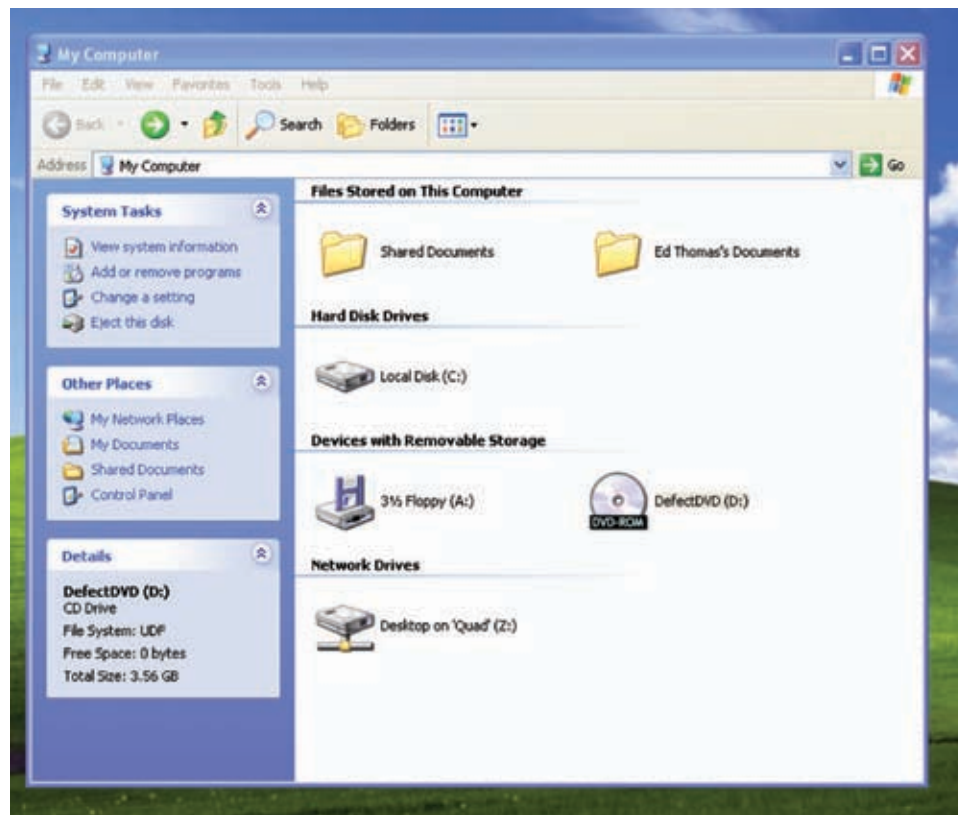 My Computer
File Edit View Favorites Tools Help
Back Search Folders
Address My Computer Go
System Tasks
View system information
Add or remove programs
Change a setting
Eject this disk
Other Places
My Network Places
My Documents
Shared Documents
Control Panel
Details
DefectDVD (D:)
CD Drive
File System: UDF
Free Space: 0 bytes
Total Size: 3.56 GB
Files Stored on This Computer
Shared Documents
Ed Thomas's Documents
Hard Disk Drives
Local Disk (C:)
Devices with Removable Storage
3½ Floppy (A:)
DVD-ROM
DefectDVD (D:)
Network Drives
Desktop on 'Quad' (Z:)